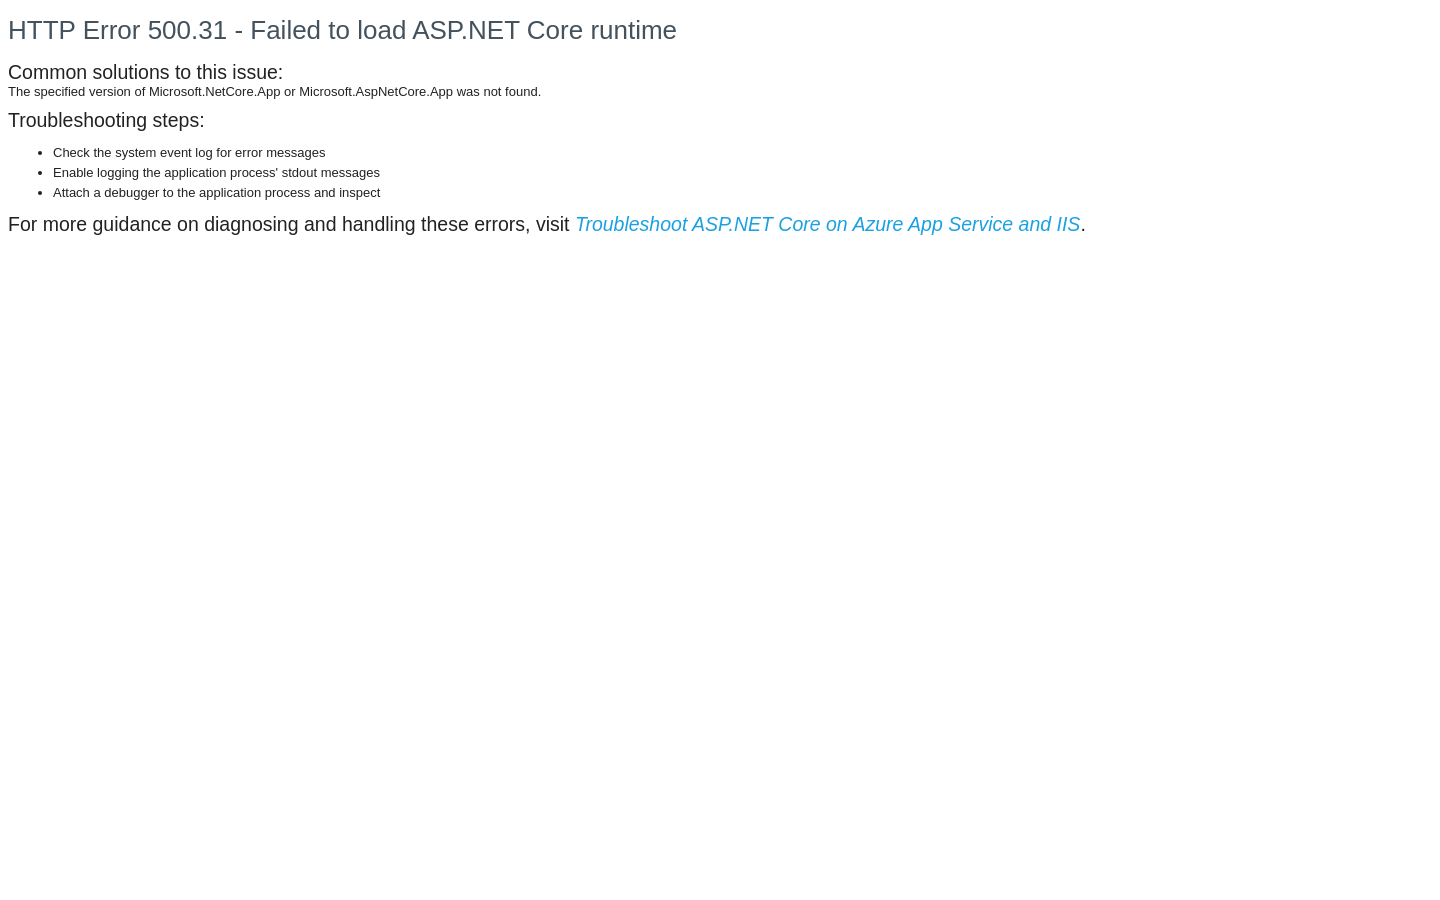 HTTP Error 500.31 - Failed to load ASP.NET Core runtime
Common solutions to this issue:
The specified version of Microsoft.NetCore.App or Microsoft.AspNetCore.App was not found.
Troubleshooting steps:
Check the system event log for error messages
Enable logging the application process' stdout messages
Attach a debugger to the application process and inspect
For more guidance on diagnosing and handling these errors, visit Troubleshoot ASP.NET Core on Azure App Service and IIS.